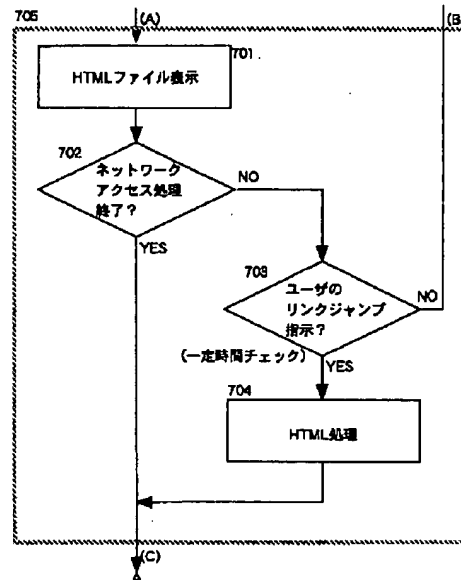 705
(A)
(B)
701
HTMLファイル表示
702
ネットワーク
アクセス処理
終了?
NO
YES
703
ユーザの
リンクジャンプ
指示?
NO
(一定時間チェック)
YES
704
HTML処理
(C)